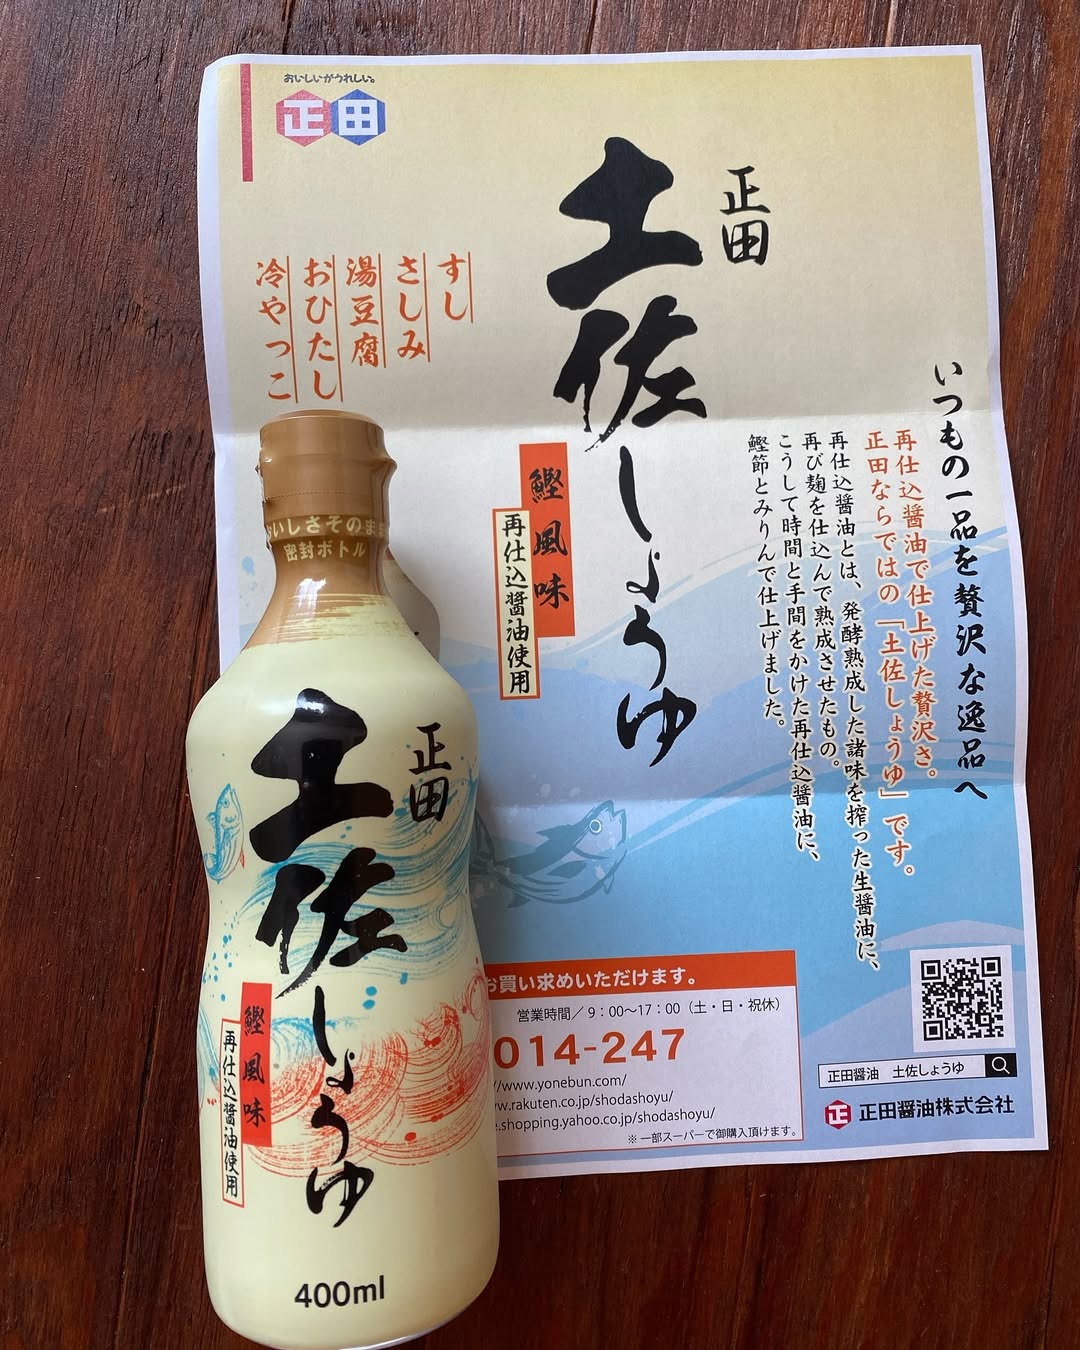 おいしいがうれしい。
正田
正田
土佐しょうゆ
鰹風味
再仕込醤油使用
すし
さしみ
湯豆腐
おひたし
冷やっこ
いつもの一品を贅沢な逸品へ
再仕込醤油で仕上げた贅沢さ。
正田ならではの「土佐しょうゆ」です。
再仕込醤油とは、発酵熟成した諸味を搾った生醤油に、
再び麹を仕込んで熟成させたもの。
こうして時間と手間をかけた再仕込醤油に、
鰹節とみりんで仕上げました。
お買い求めいただけます。
営業時間／9：00〜17：00（土・日・祝休）
014-247
//www.yonebun.com/
w.rakuten.co.jp/shodashoyu/
e.shopping.yahoo.co.jp/shodashoyu/
※一部スーパーで御購入頂けます。
正田醤油 土佐しょうゆ
正 正田醤油株式会社
おいしさそのまま
密封ボトル
正田
土佐しょうゆ
鰹風味
再仕込醤油使用
400ml